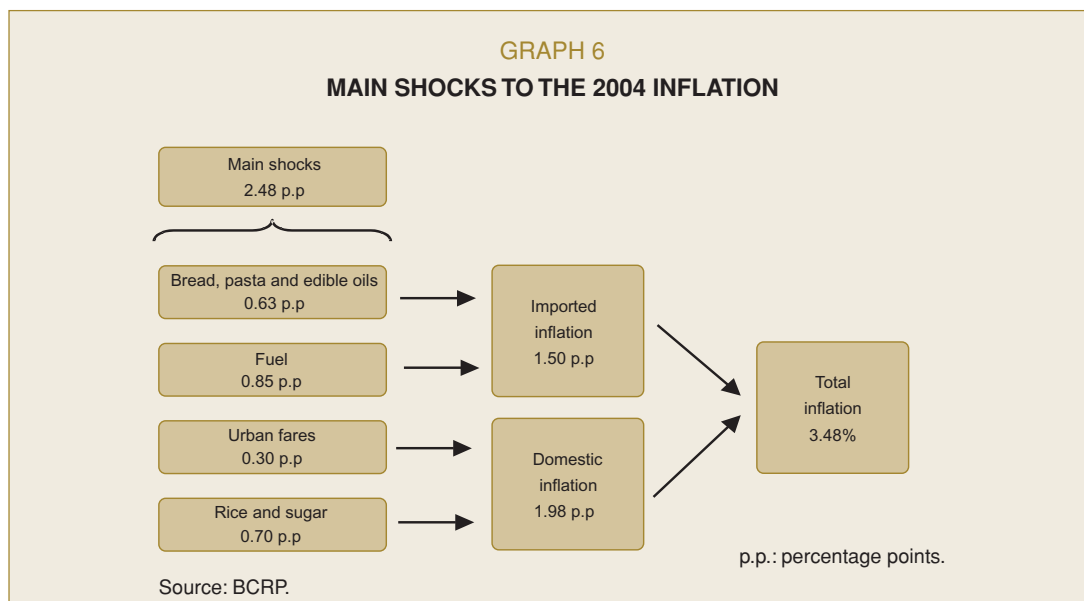 GRAPH 6
MAIN SHOCKS TO THE 2004 INFLATION
Main shocks
2.48 p.p
Bread, pasta and edible oils
0.63 p.p
Fuel
0.85 p.p
Urban fares
0.30 p.p
Rice and sugar
0.70 p.p
Imported
inflation
1.50 p.p
Domestic
inflation
1.98 p.p
Total
inflation
3.48%
p.p.: percentage points.
Source: BCRP.